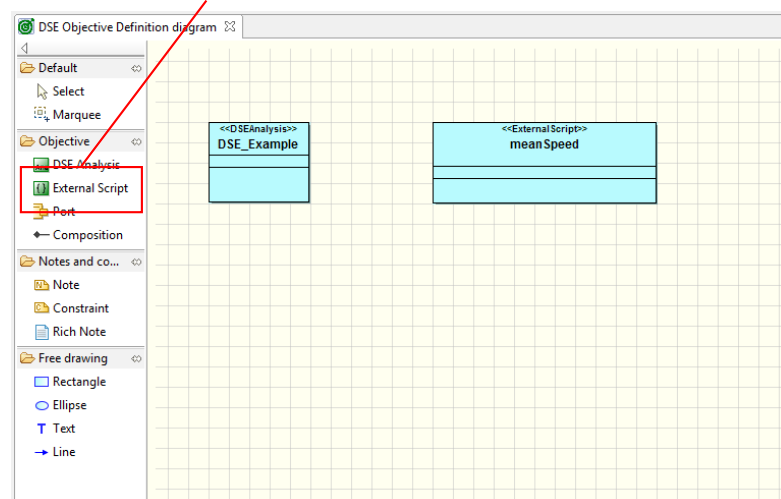 DSE Objective Definition diagram
Default
Select
Marquee
Objective
DSE Analysis
External Script
Port
Composition
Notes and co...
Note
Constraint
Rich Note
Free drawing
Rectangle
Ellipse
T Text
Line
<<DSEAnalysis>>
DSE_Example
<<ExternalScript>>
meanSpeed